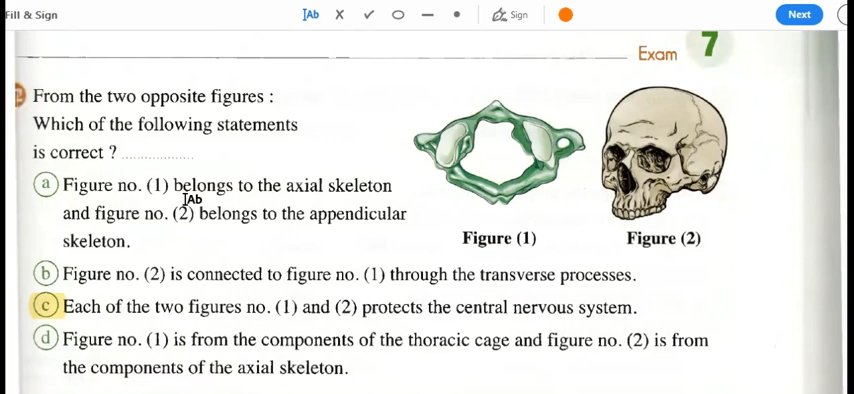 Fill & Sign
IAb
Sign
Next
Exam 7
From the two opposite figures :
Which of the following statements
is correct ? ....................
a Figure no. (1) belongs to the axial skeleton
IAb
and figure no. (2) belongs to the appendicular
skeleton.
Figure (1)
Figure (2)
b Figure no. (2) is connected to figure no. (1) through the transverse processes.
c Each of the two figures no. (1) and (2) protects the central nervous system.
d Figure no. (1) is from the components of the thoracic cage and figure no. (2) is from
the components of the axial skeleton.